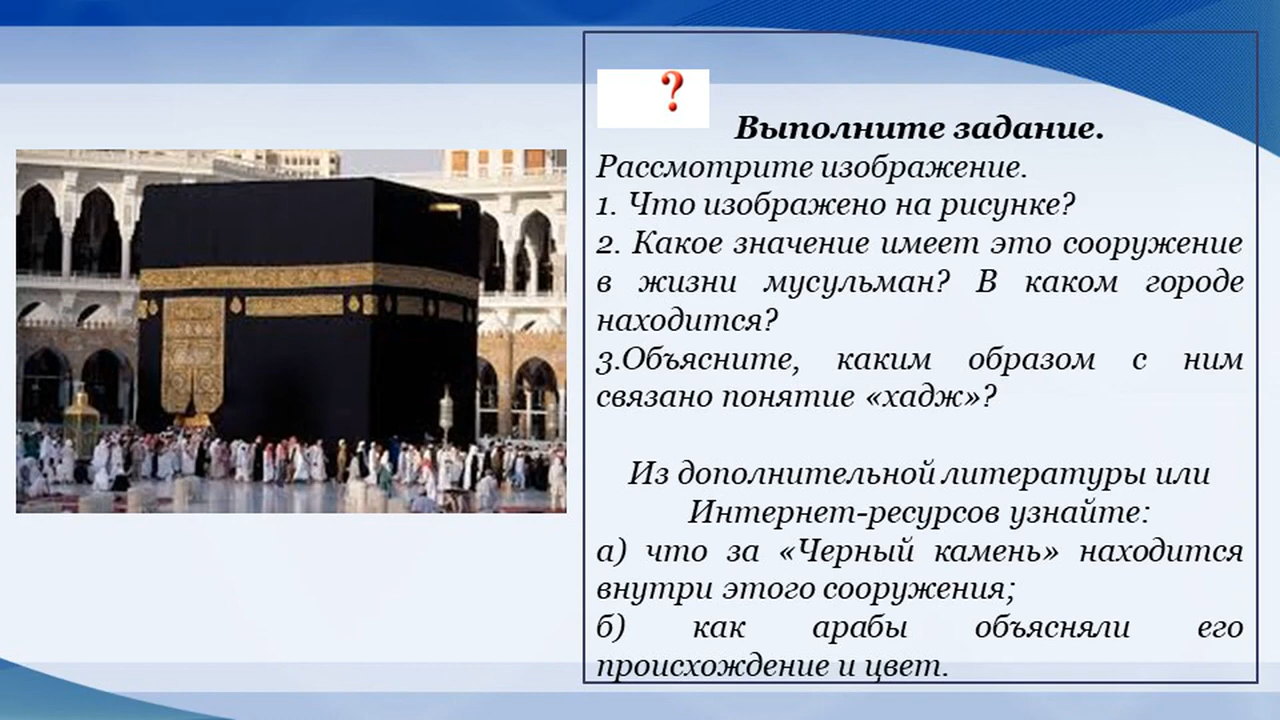 ?
Выполните задание.
Рассмотрите изображение.
1. Что изображено на рисунке?
2. Какое значение имеет это сооружение
в жизни мусульман? В каком городе
находится?
3.Объясните, каким образом с ним
связано понятие «хадж»?
Из дополнительной литературы или
Интернет-ресурсов узнайте:
а) что за «Черный камень» находится
внутри этого сооружения;
б) как арабы объясняли его
происхождение и цвет.